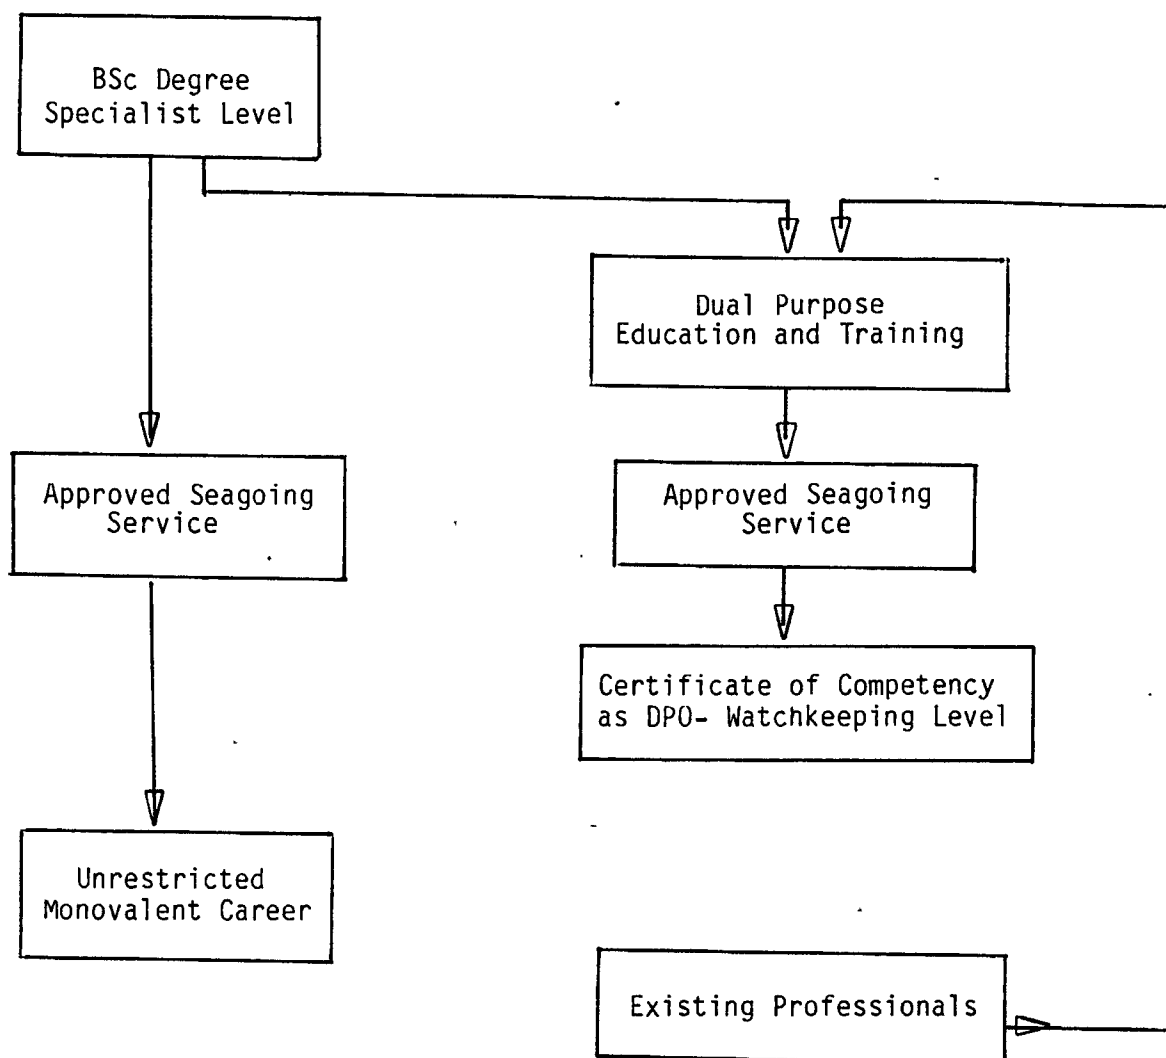 BSc Degree
Specialist Level
Dual Purpose
Education and Training
Approved Seagoing
Service
Approved Seagoing
Service
Certificate of Competency
as DPO- Watchkeeping Level
Unrestricted
Monovalent Career
Existing Professionals